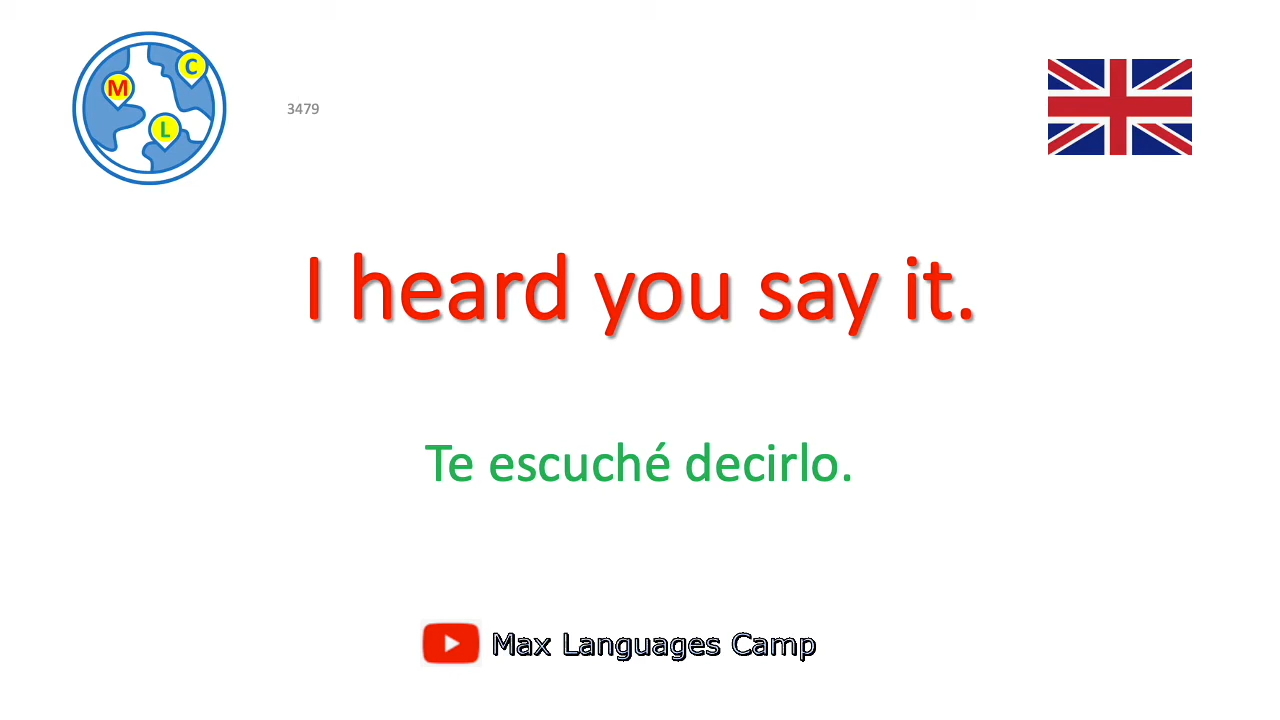 C
M
L
3479
I heard you say it.
Te escuché decirlo.
Max Languages Camp